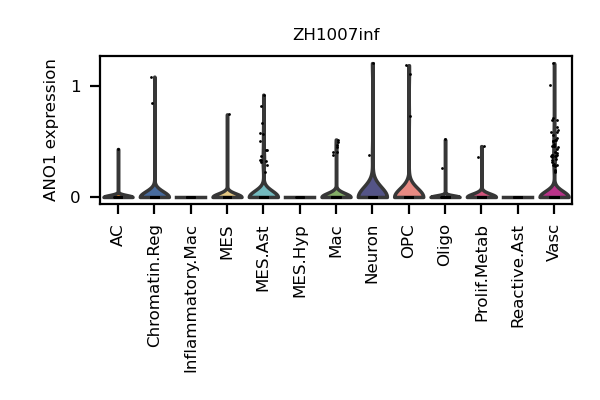 ZH1007inf
ANO1 expression
1
0
AC
Chromatin.Reg
Inflammatory.Mac
MES
MES.Ast
MES.Hyp
Mac
Neuron
OPC
Oligo
Prolif.Metab
Reactive.Ast
Vasc